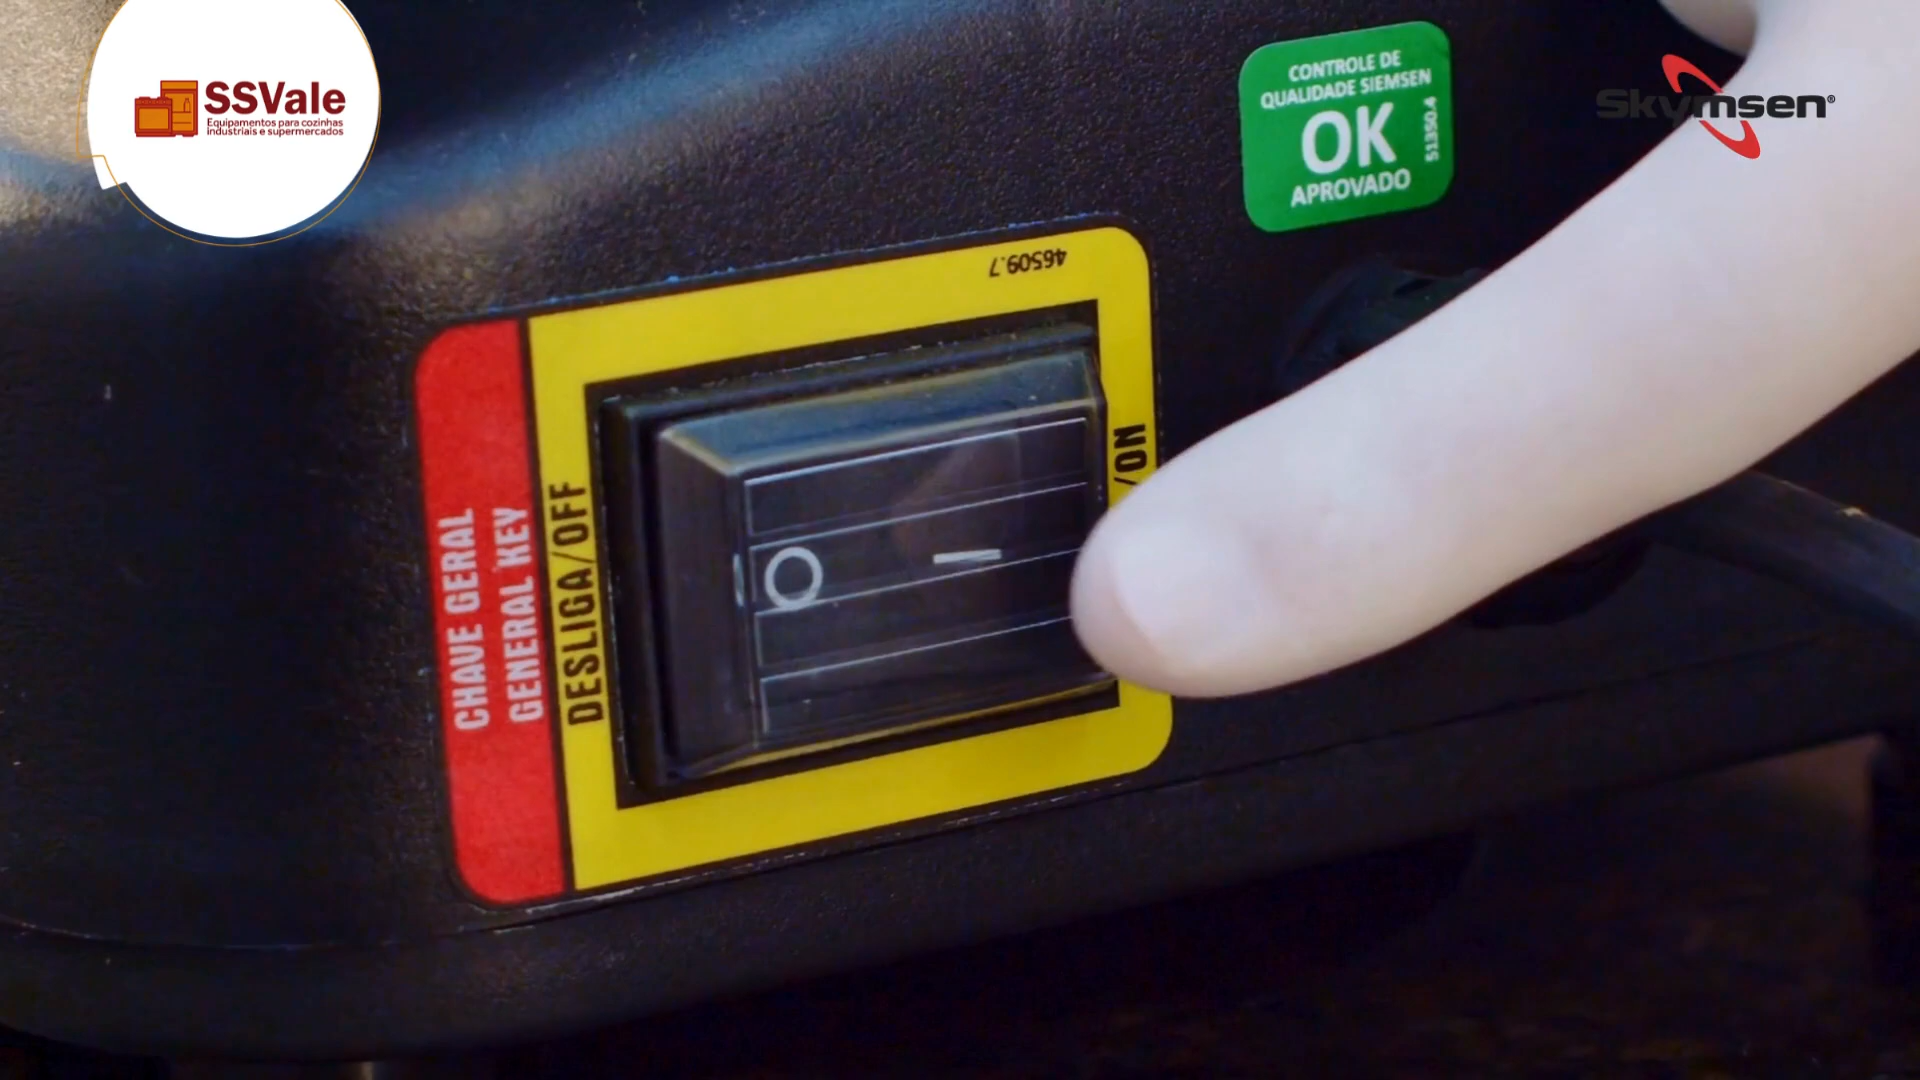 SSVale
Equipamentos para cozinhas
industriais e supermercados
CONTROLE DE
QUALIDADE SIEMSEN
OK
APROVADO
51350.4
Skymsen®
46509.7
CHAVE GERAL
GENERAL KEY
DESLIGA/OFF
/ON